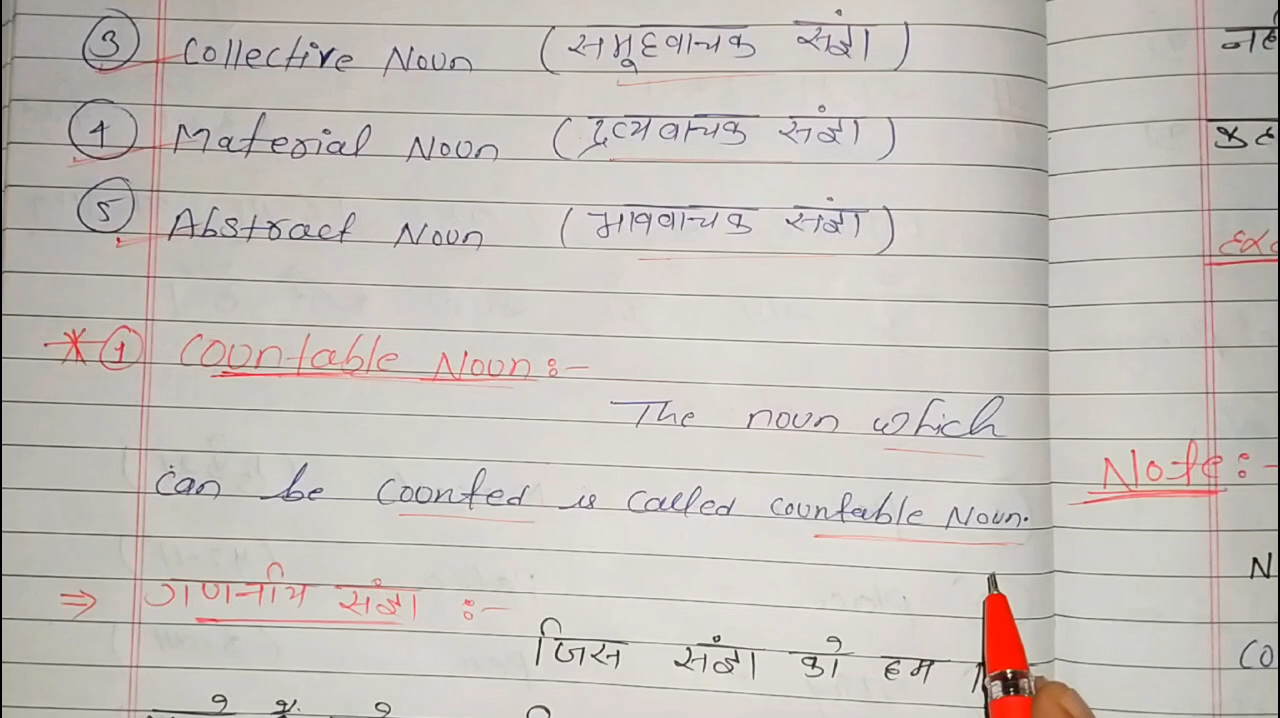 ③ Collective Noun (समूहवाचक संज्ञा)
④ Material Noun (द्रव्यवाचक संज्ञा)
⑤ Abstract Noun (भाववाचक संज्ञा)
* ① Countable Noun :-
The noun which
can be counted is called countable Noun.
⇒ गणनीय संज्ञा :-
जिस संज्ञा को हम
Note :-
N
CO